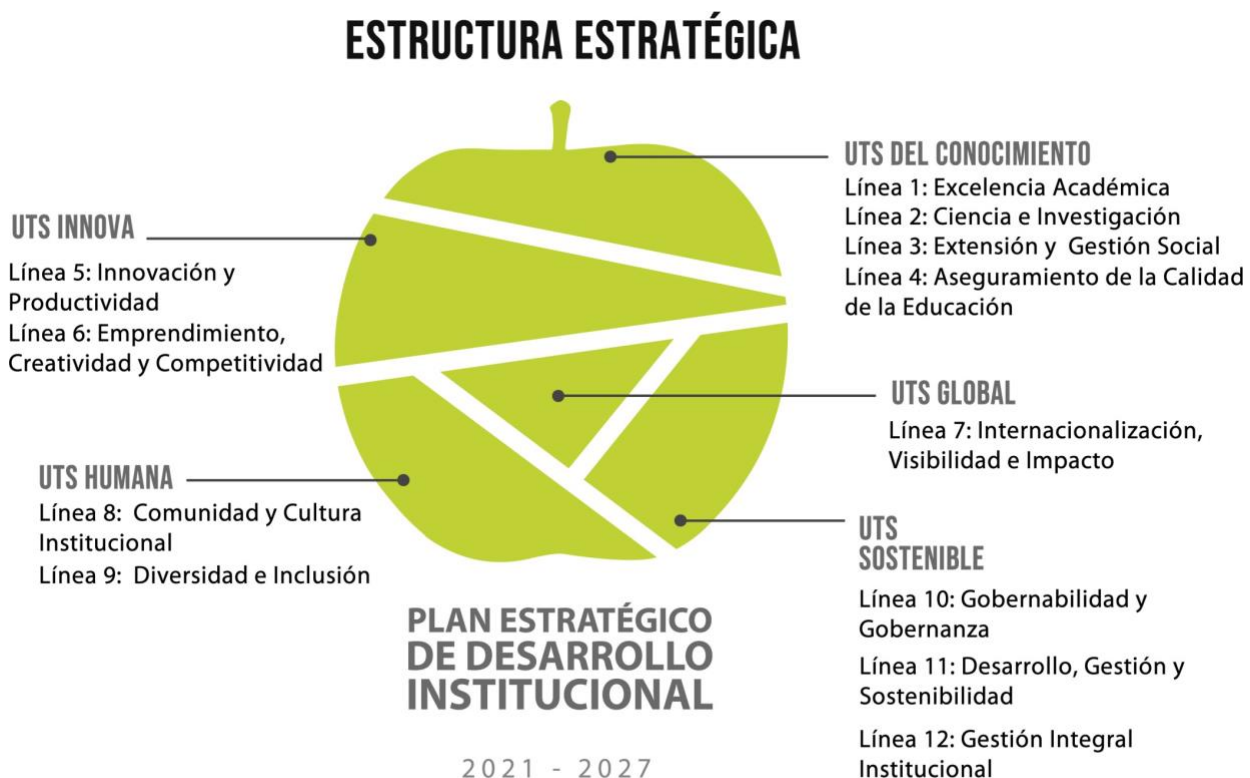 ESTRUCTURA ESTRATÉGICA
UTS DEL CONOCIMIENTO
Línea 1: Excelencia Académica
Línea 2: Ciencia e Investigación
Línea 3: Extensión y Gestión Social
Línea 4: Aseguramiento de la Calidad
de la Educación
UTS INNOVA
Línea 5: Innovación y
Productividad
Línea 6: Emprendimiento,
Creatividad y Competitividad
UTS GLOBAL
Línea 7: Internacionalización,
Visibilidad e Impacto
UTS HUMANA
Línea 8: Comunidad y Cultura
Institucional
Línea 9: Diversidad e Inclusión
UTS
SOSTENIBLE
Línea 10: Gobernabilidad y
Gobernanza
Línea 11: Desarrollo, Gestión y
Sostenibilidad
Línea 12: Gestión Integral
Institucional
PLAN ESTRATÉGICO
DE DESARROLLO
INSTITUCIONAL
2021 - 2027